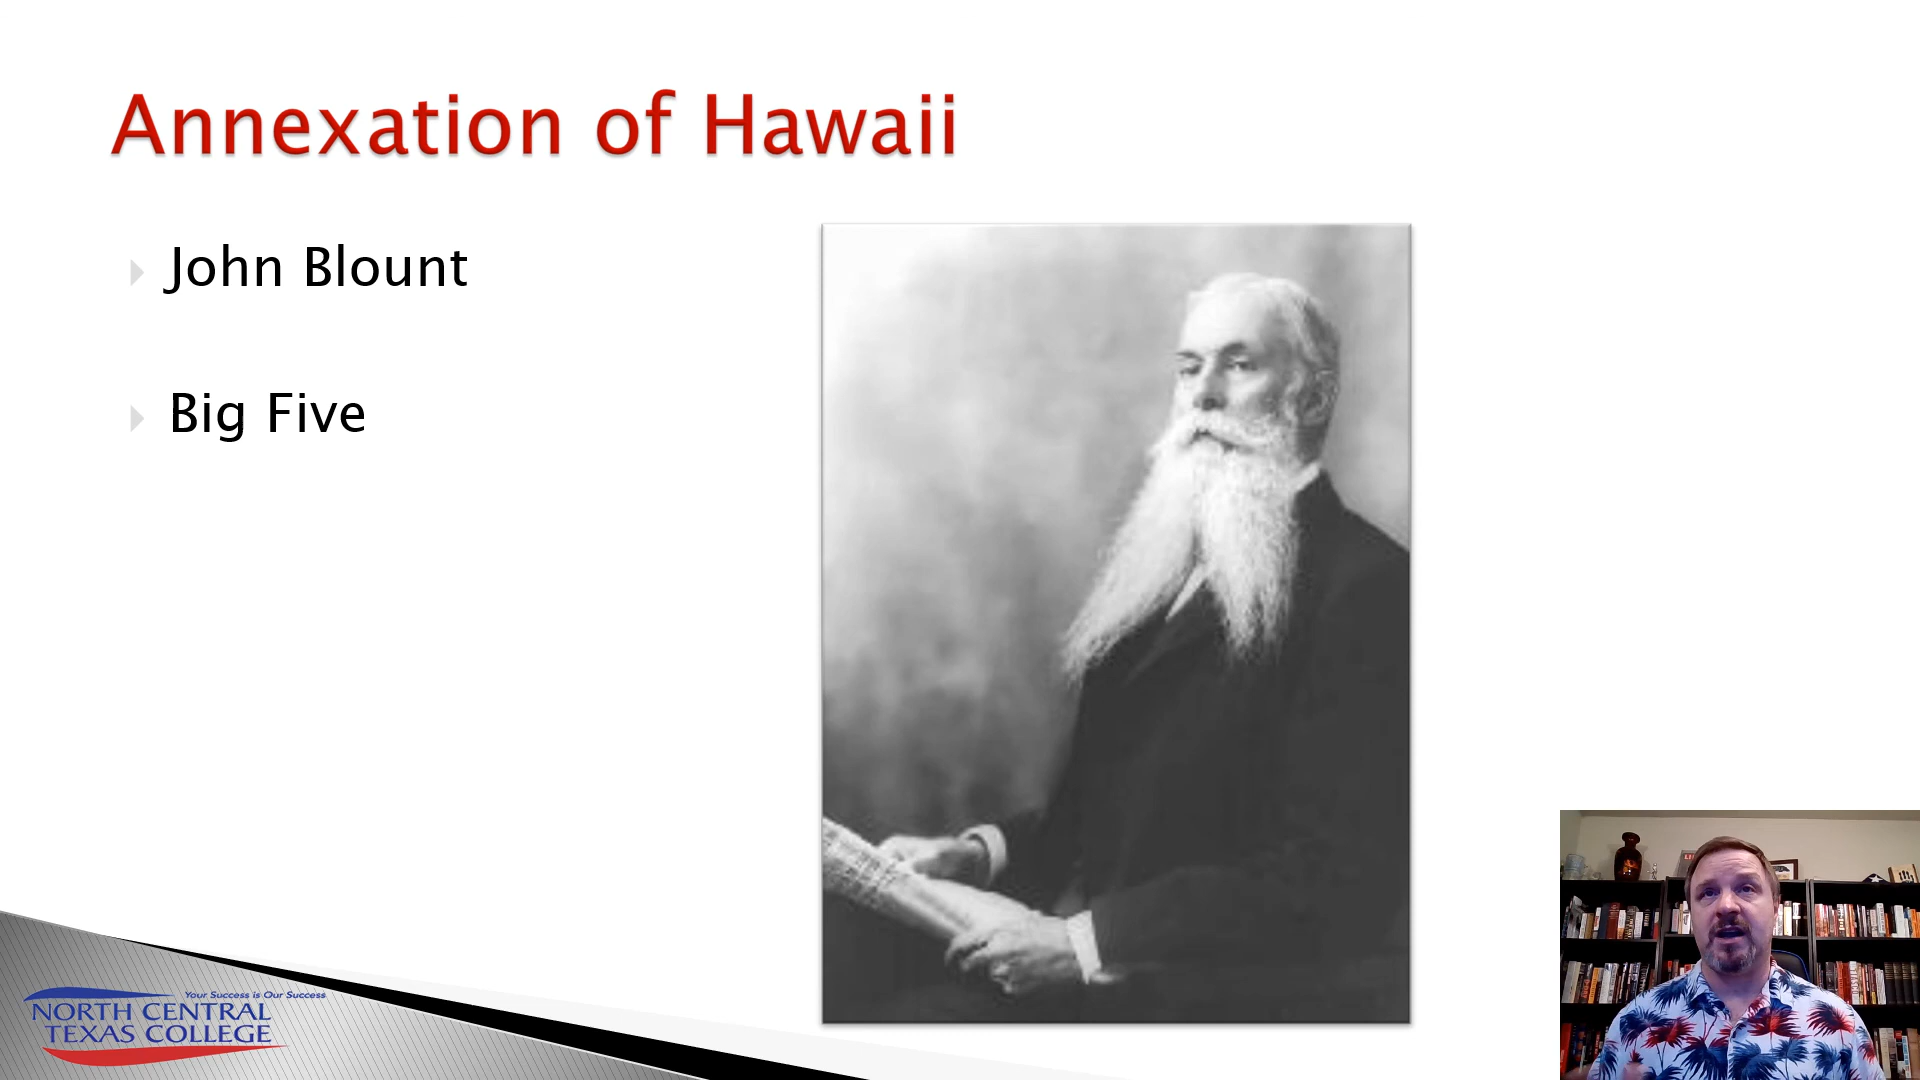 Annexation of Hawaii
John Blount
Big Five
Your Success is Our Success
NORTH CENTRAL
TEXAS COLLEGE